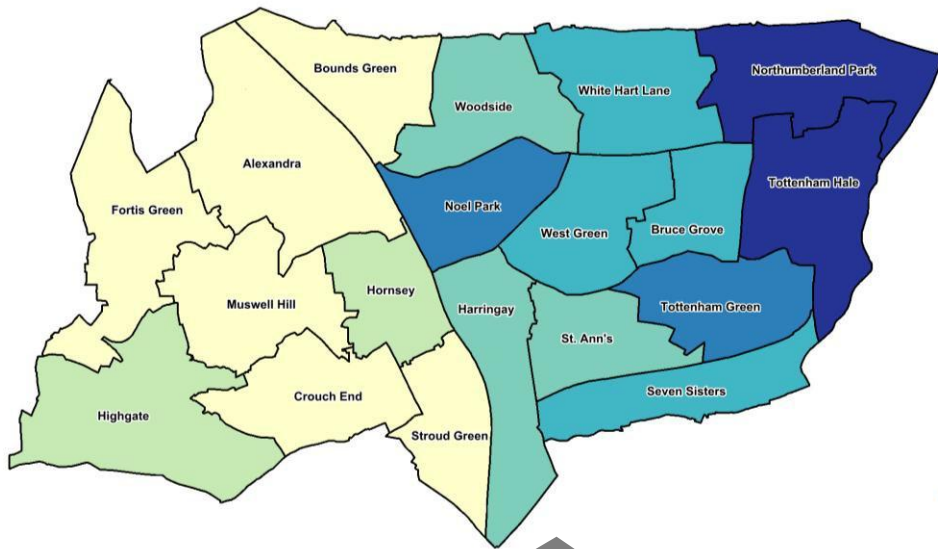 Bounds Green
Northumberland Park
White Hart Lane
Woodside
Alexandra
Tottenham Hale
Noel Park
Fortis Green
West Green
Bruce Grove
Hornsey
Muswell Hill
Harringay
Tottenham Green
St. Ann's
Seven Sisters
Crouch End
Highgate
Stroud Green